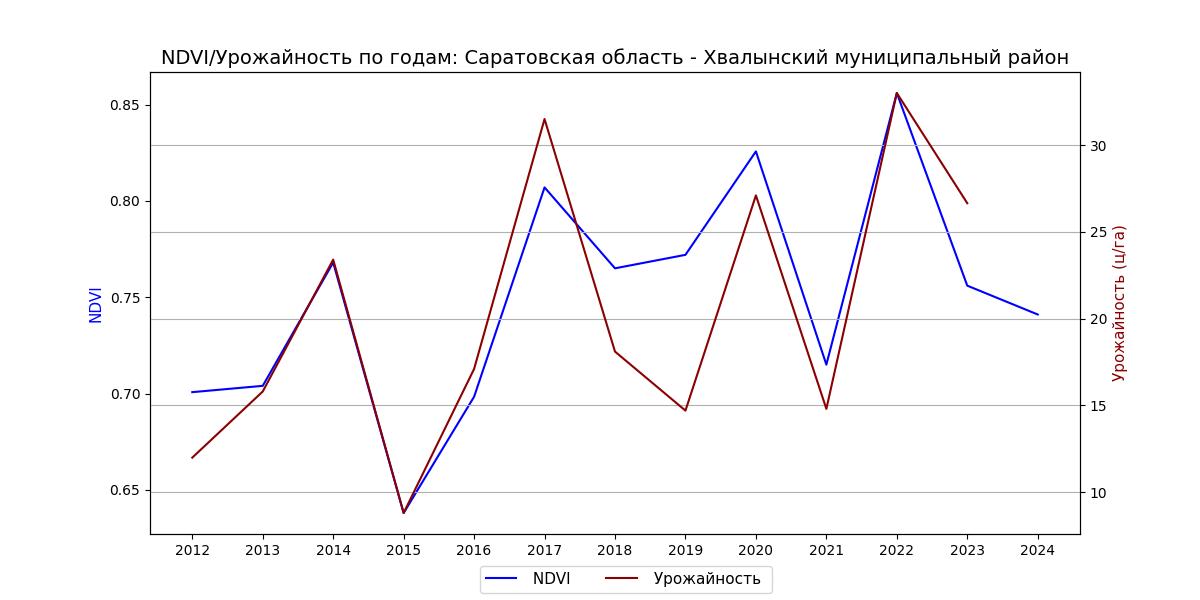 NDVI/Урожайность по годам: Саратовская область - Хвалынский муниципальный район
0.85
0.80
0.75
0.70
0.65
NDVI
30
25
20
15
10
Урожайность (ц/га)
2012 2013 2014 2015 2016 2017 2018 2019 2020 2021 2022 2023 2024
NDVI Урожайность